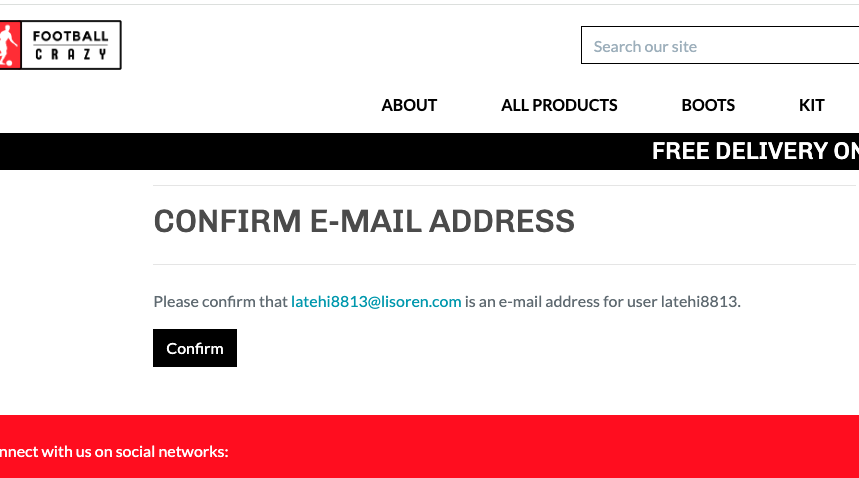 FOOTBALL
CRAZY
Search our site
ABOUT ALL PRODUCTS BOOTS KIT
FREE DELIVERY ON
CONFIRM E-MAIL ADDRESS
Please confirm that latehi8813@lisoren.com is an e-mail address for user latehi8813.
Confirm
nnect with us on social networks: